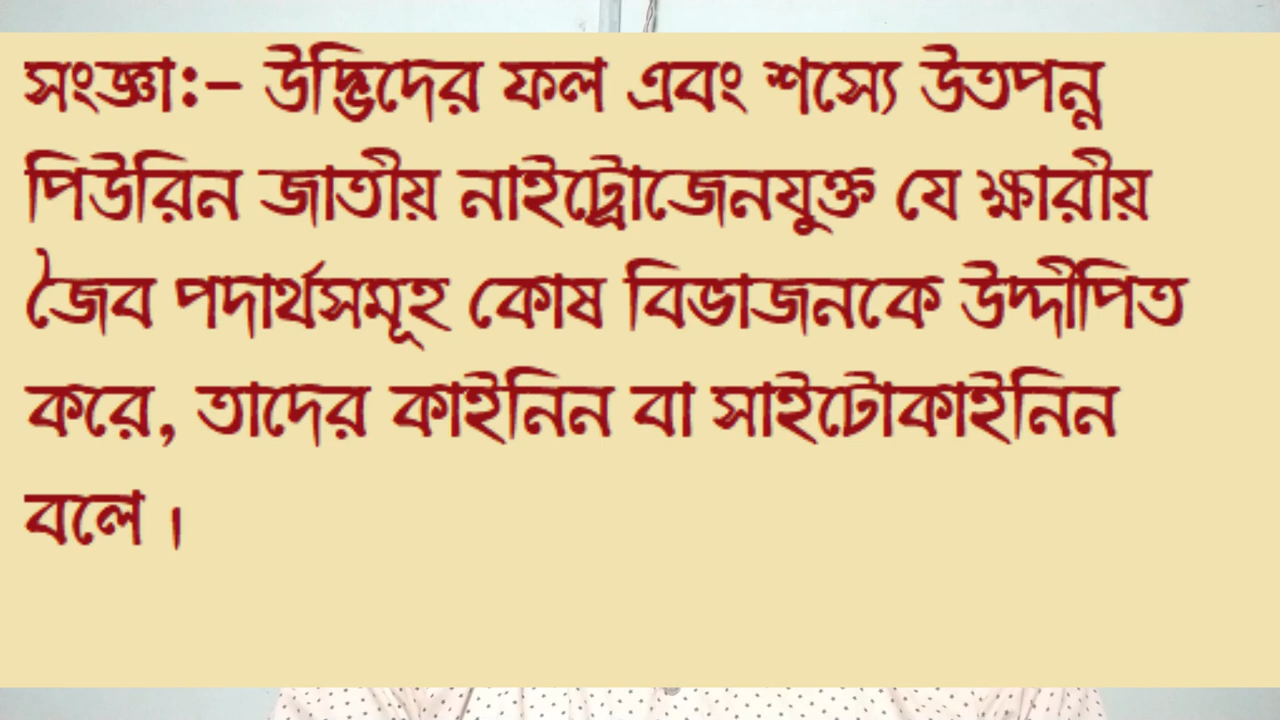 সংজ্ঞা:- উদ্ভিদের ফল এবং শস্যে উতপন্ন
পিউরিন জাতীয় নাইট্রোজেনযুক্ত যে ক্ষারীয়
জৈব পদার্থসমূহ কোষ বিভাজনকে উদ্দীপিত
করে, তাদের কাইনিন বা সাইটোকাইনিন
বলে ।